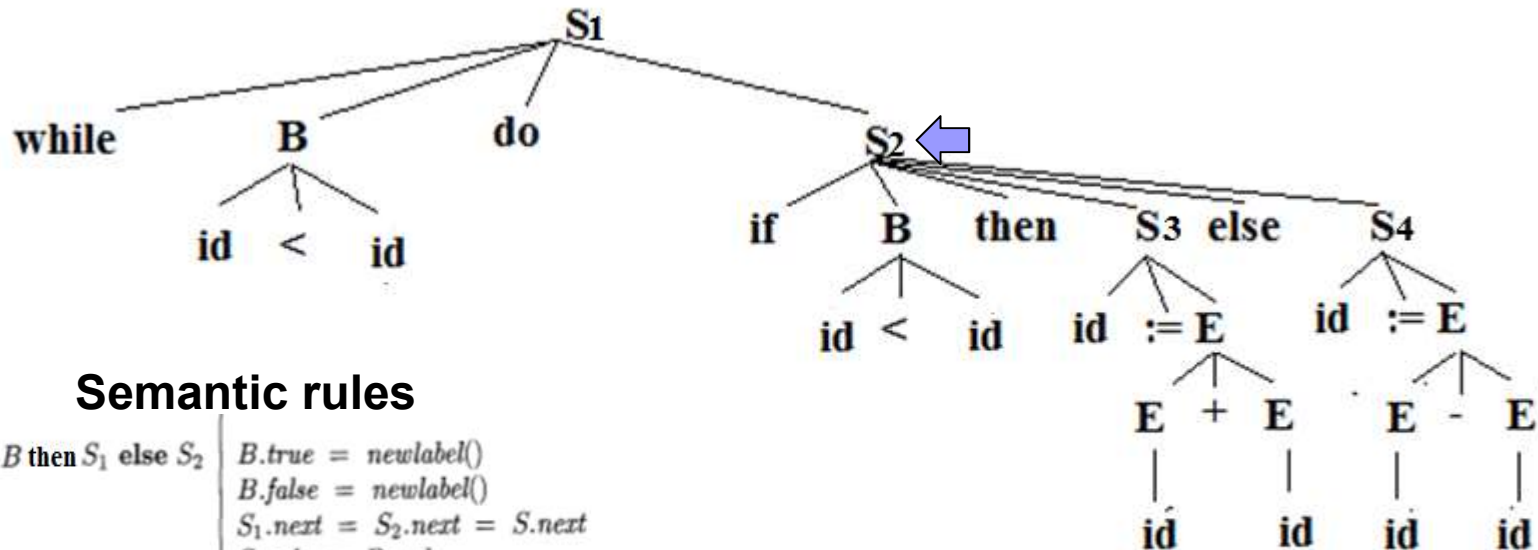 S1
while B do S2
id < id
if B then S3 else S4
id < id
id := E
id := E
E + E
E - E
id id id id
Semantic rules
B then S1 else S2
B.true = newlabel()
B.false = newlabel()
S1.next = S2.next = S.next